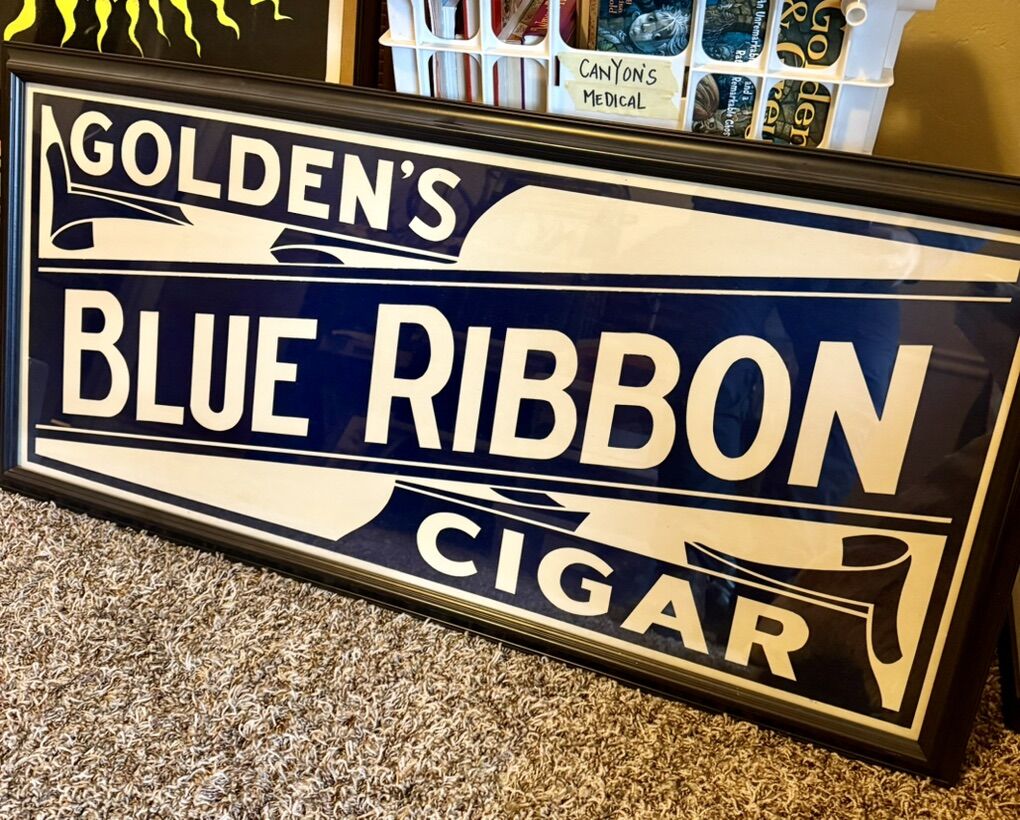 CANYON'S
MEDICAL
GOLDEN'S
BLUE RIBBON
CIGAR